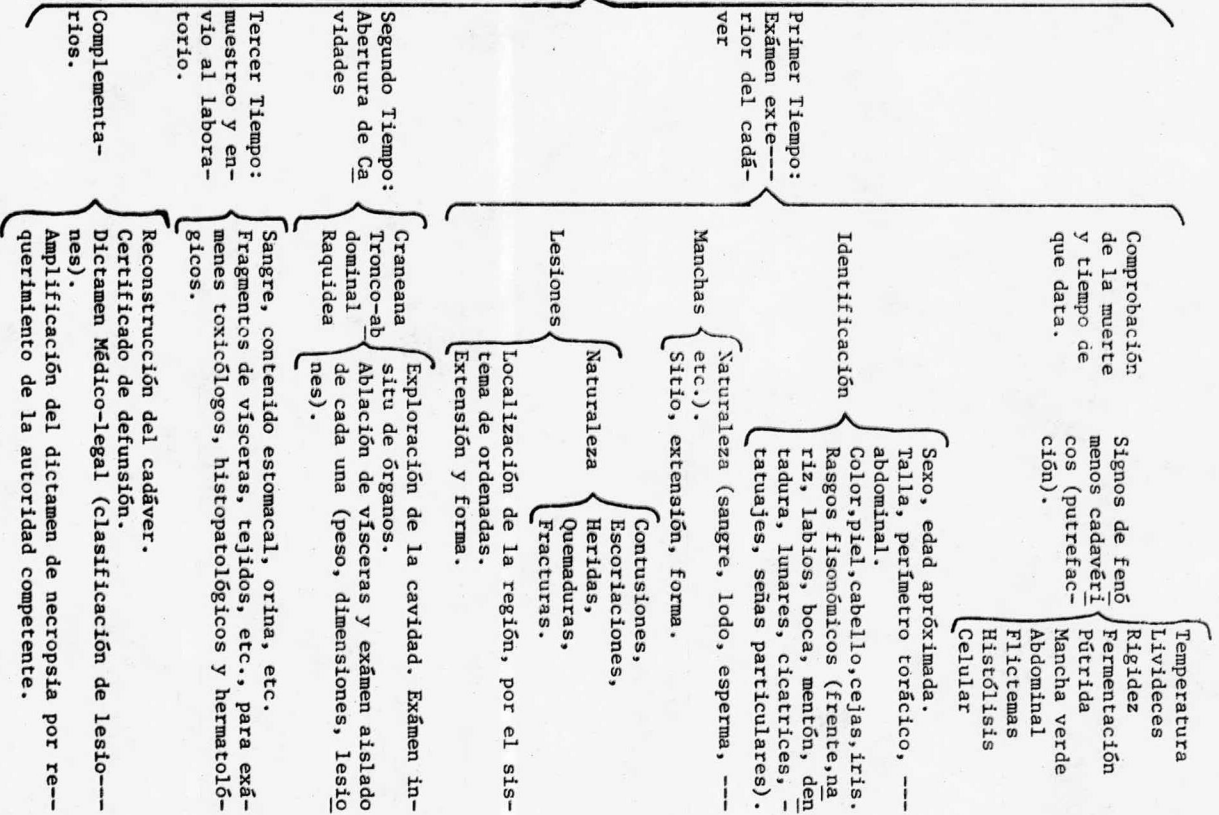 Primer Tiempo:
Exámen exte---
rior del cadá-
ver
Comprobación
de la muerte
y tiempo de
que data.
Signos de fenó
menos cadavéri
cos (putrefac-
ción).
Temperatura
Livideces
Rigidez
Fermentación
Pútrida
Mancha verde
Abdominal
Flictemas
Histólisis
Celular
Identificación
Sexo, edad apróximada.
Talla, perímetro torácico, ---
abdominal.
Color,piel,cabello,cejas,iris.
Rasgos fisonómicos (frente,na
riz, labios, boca, mentón, den
tadura, lunares, cicatrices, -
tatuajes, señas particulares).
Manchas
Naturaleza (sangre, lodo, esperma, ---
etc.).
Sitio, extensión, forma.
Lesiones
Naturaleza
Contusiones,
Escoriaciones,
Heridas,
Quemaduras,
Fracturas.
Localización de la región, por el sis-
tema de ordenadas.
Extensión y forma.
Segundo Tiempo:
Abertura de Ca
vidades
Craneana
Tronco-ab
dominal
Raquidea
Exploración de la cavidad. Exámen in-
situ de órganos.
Ablación de vísceras y exámen aislado
de cada una (peso, dimensiones, lesio
nes).
Tercer Tiempo:
muestreo y en-
vio al labora-
torio.
Sangre, contenido estomacal, orina, etc.
Fragmentos de vísceras, tejidos, etc., para exá-
menes toxicólogos, histopatológicos y hermatoló-
gicos.
Complementa-
rios.
Reconstrucción del cadáver.
Certificado de defunsión.
Dictamen Médico-legal (clasificación de lesio---
nes).
Amplificación del dictamen de necropsia por re--
querimiento de la autoridad competente.